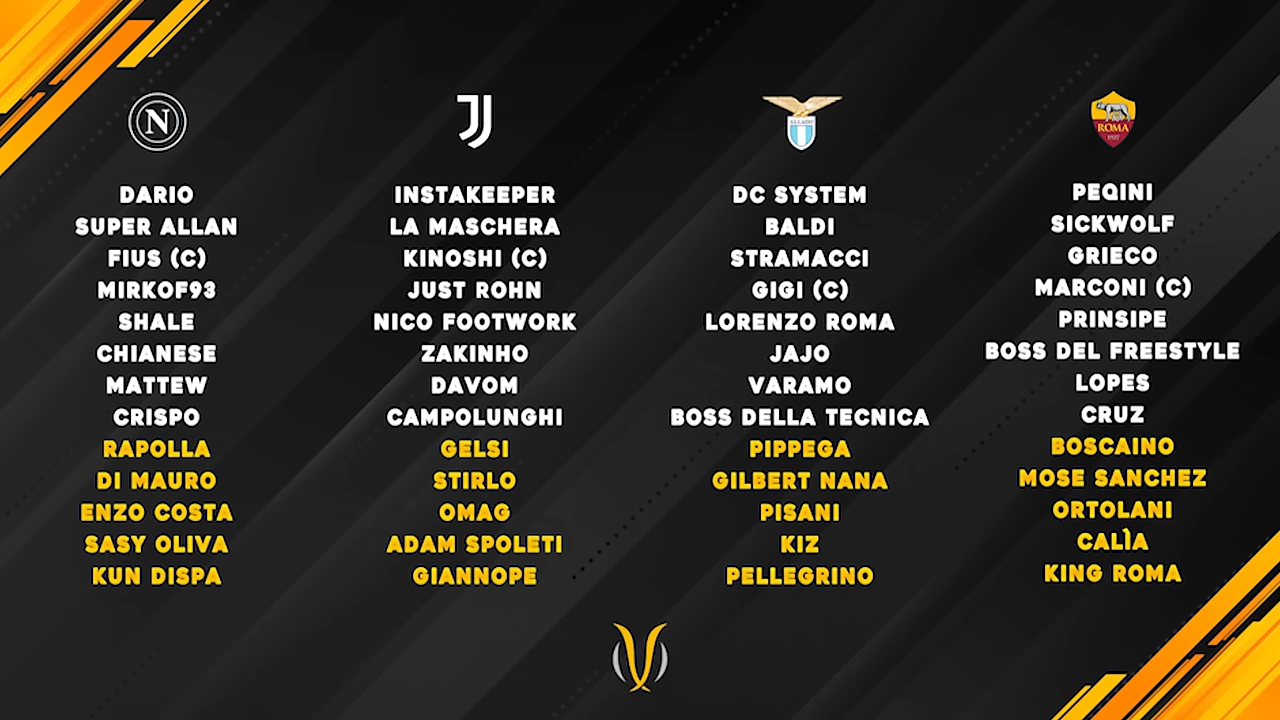 N
DARIO
SUPER ALLAN
FIUS (C)
MIRKOF93
SHALE
CHIANESE
MATTEW
CRISPO
RAPOLLA
DI MAURO
ENZO COSTA
SASY OLIVA
KUN DISPA
J
INSTAKEEPER
LA MASCHERA
KINOSHI (C)
JUST ROHN
NICO FOOTWORK
ZAKINHO
DAVOM
CAMPOLUNGHI
GELSI
STIRLO
OMAG
ADAM SPOLETI
GIANNOPE
S.S. LAZIO
DC SYSTEM
BALDI
STRAMACCI
GIGI (C)
LORENZO ROMA
JAJO
VARAMO
BOSS DELLA TECNICA
PIPPEGA
GILBERT NANA
PISANI
KIZ
PELLEGRINO
ROMA
1927
PEQINI
SICKWOLF
GRIECO
MARCONI (C)
PRINSIPE
BOSS DEL FREESTYLE
LOPES
CRUZ
BOSCAINO
MOSE SANCHEZ
ORTOLANI
CALÌA
KING ROMA